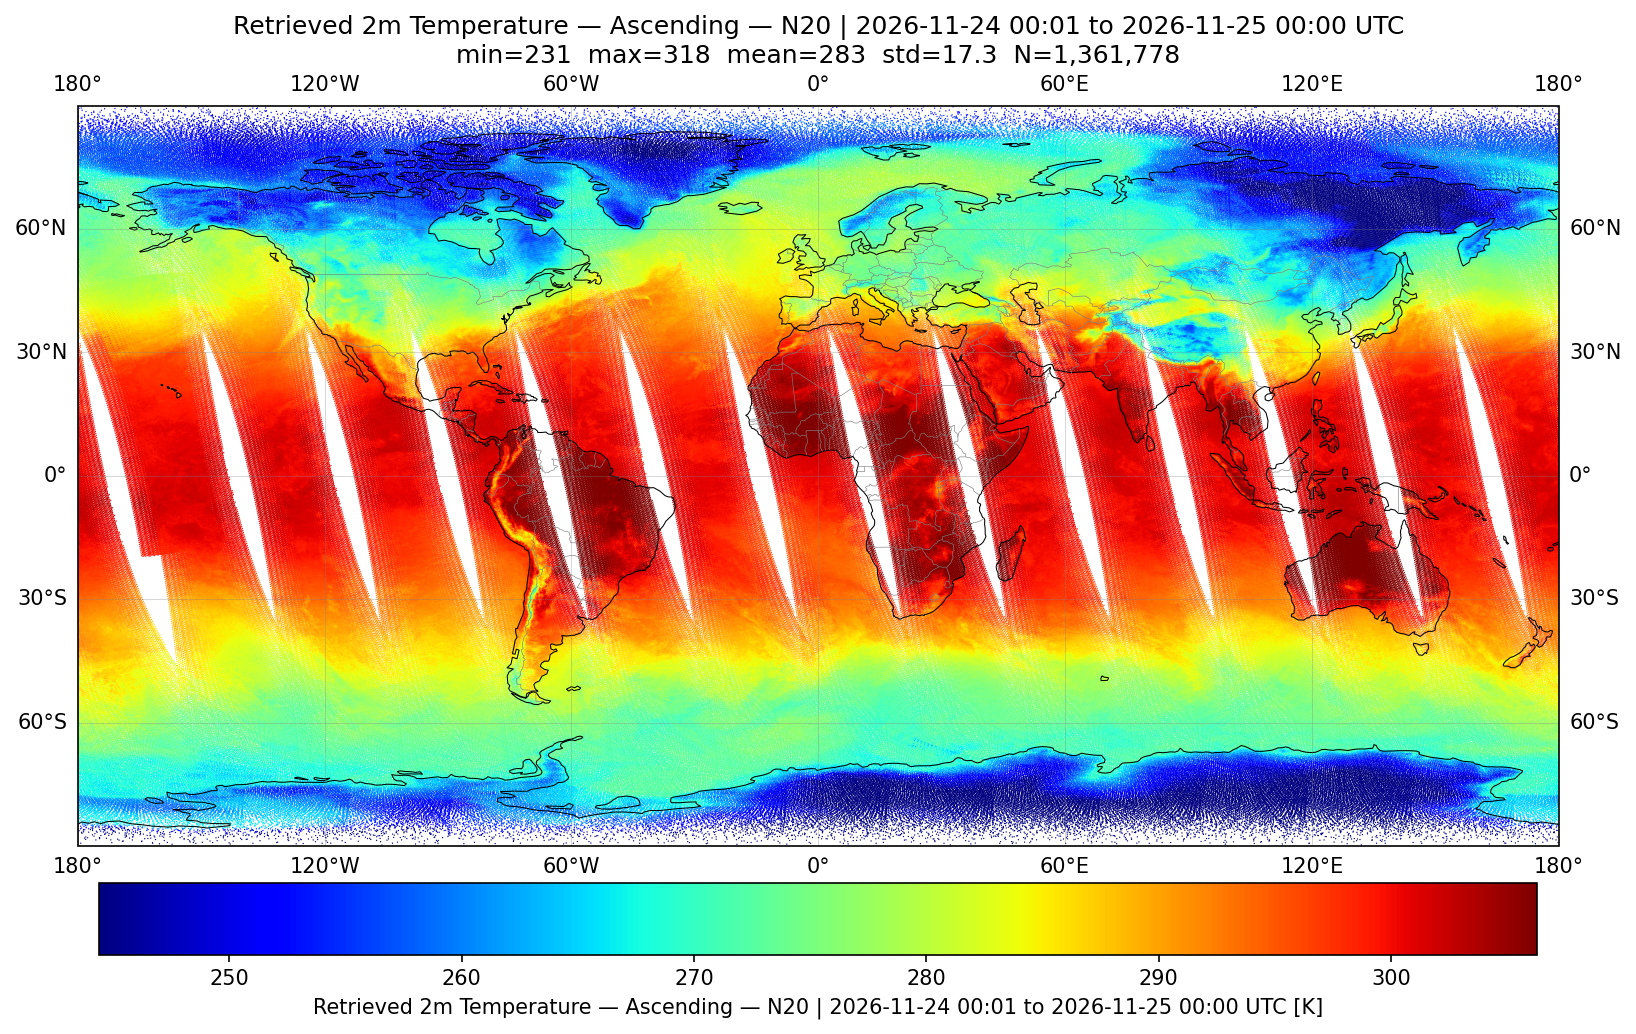 Retrieved 2m Temperature — Ascending — N20 | 2026-11-24 00:01 to 2026-11-25 00:00 UTC
min=231  max=318  mean=283  std=17.3  N=1,361,778
180° 120°W 60°W 0° 60°E 120°E 180°
60°N 60°N
30°N 30°N
0° 0°
30°S 30°S
60°S 60°S
180° 120°W 60°W 0° 60°E 120°E 180°
250 260 270 280 290 300
Retrieved 2m Temperature — Ascending — N20 | 2026-11-24 00:01 to 2026-11-25 00:00 UTC [K]